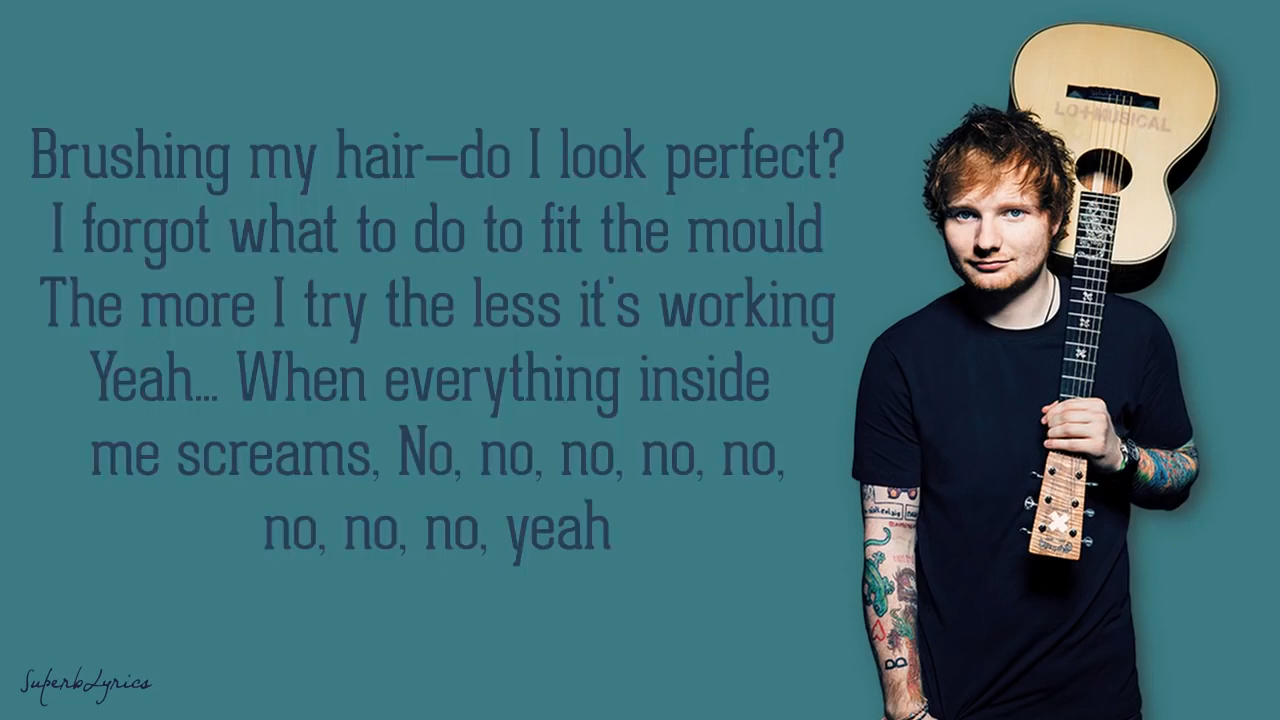 Brushing my hair–do I look perfect?
I forgot what to do to fit the mould
The more I try the less it's working
Yeah... When everything inside
me screams, No, no, no, no, no,
no, no, no, yeah
LO+MUSICAL
SuperbLyrics